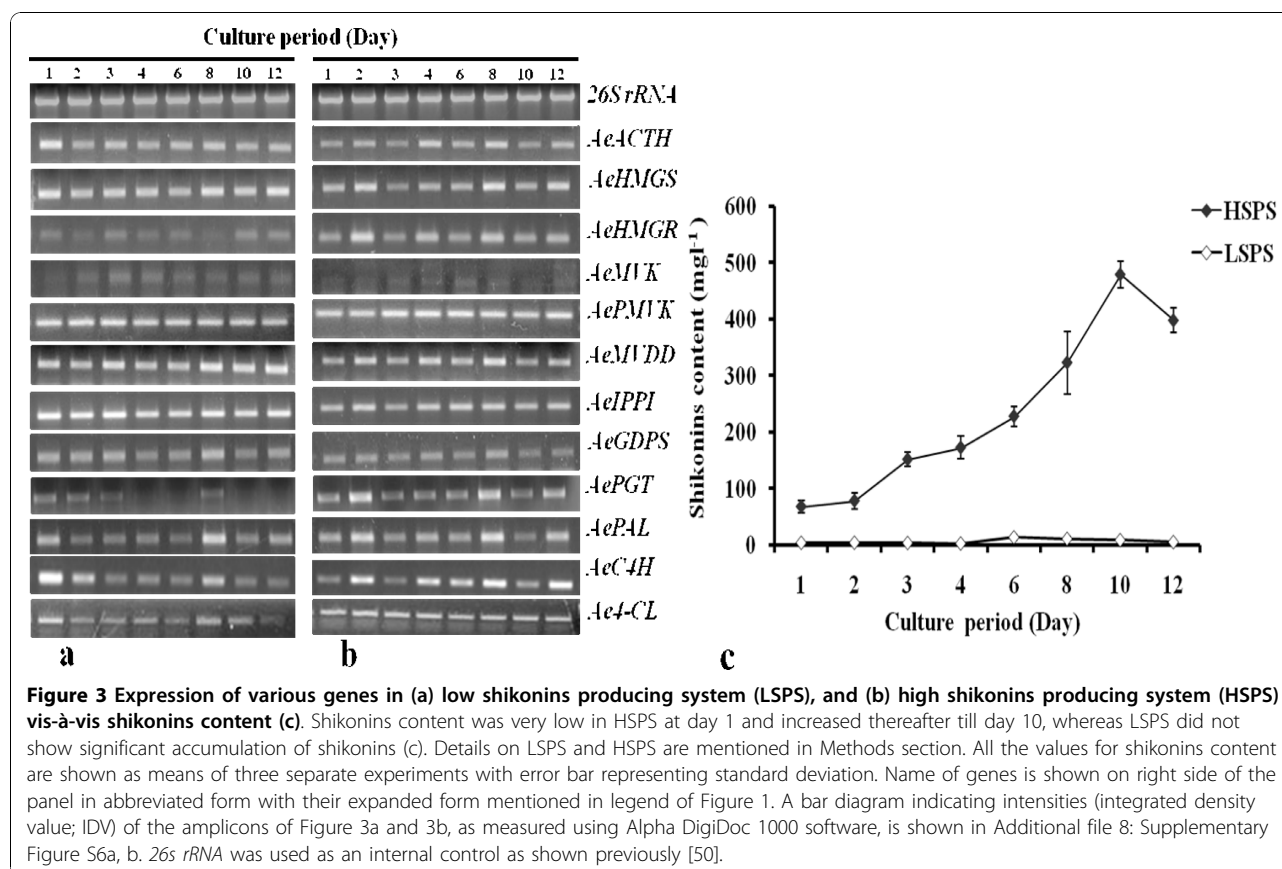 Culture period (Day)
1 2 3 4 6 8 10 12
1 2 3 4 6 8 10 12
26S rRNA
AeACTH
AeHMGS
AeHMGR
AeMVK
AePMVK
AeMVDD
AeIPPI
AeGDPS
AePGT
AePAL
AeC4H
Ae4-CL
a
b
Shikonins content (mgl-1)
600
500
400
300
200
100
0
HSPS
LSPS
1 2 3 4 6 8 10 12
Culture period (Day)
c
Figure 3 Expression of various genes in (a) low shikonins producing system (LSPS), and (b) high shikonins producing system (HSPS)
vis-à-vis shikonins content (c). Shikonins content was very low in HSPS at day 1 and increased thereafter till day 10, whereas LSPS did not
show significant accumulation of shikonins (c). Details on LSPS and HSPS are mentioned in Methods section. All the values for shikonins content
are shown as means of three separate experiments with error bar representing standard deviation. Name of genes is shown on right side of the
panel in abbreviated form with their expanded form mentioned in legend of Figure 1. A bar diagram indicating intensities (integrated density
value; IDV) of the amplicons of Figure 3a and 3b, as measured using Alpha DigiDoc 1000 software, is shown in Additional file 8: Supplementary
Figure S6a, b. 26s rRNA was used as an internal control as shown previously [50].